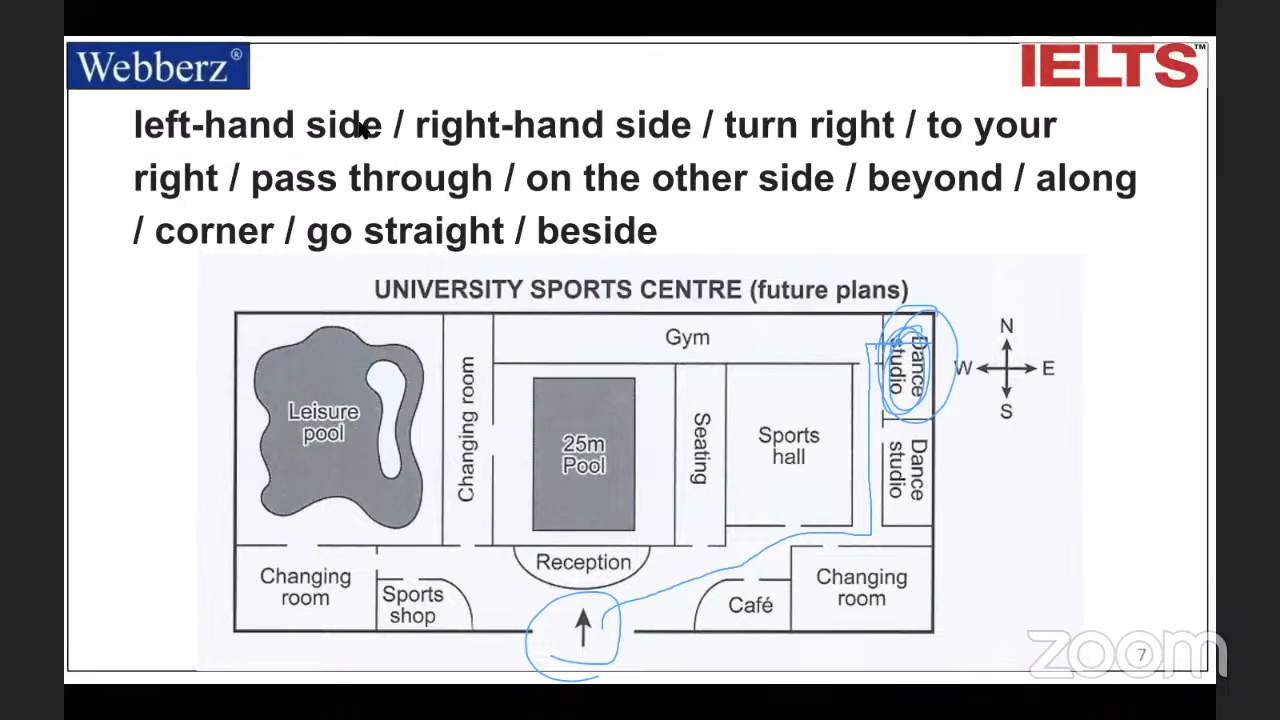 Webberz®
IELTS™
left-hand side / right-hand side / turn right / to your
right / pass through / on the other side / beyond / along
/ corner / go straight / beside
UNIVERSITY SPORTS CENTRE (future plans)
Gym
Dance
studio
N
W
E
S
Leisure
pool
Changing room
25m
Pool
Seating
Sports
hall
Dance
studio
Reception
Changing
room
Sports
shop
Café
Changing
room
zoom
7